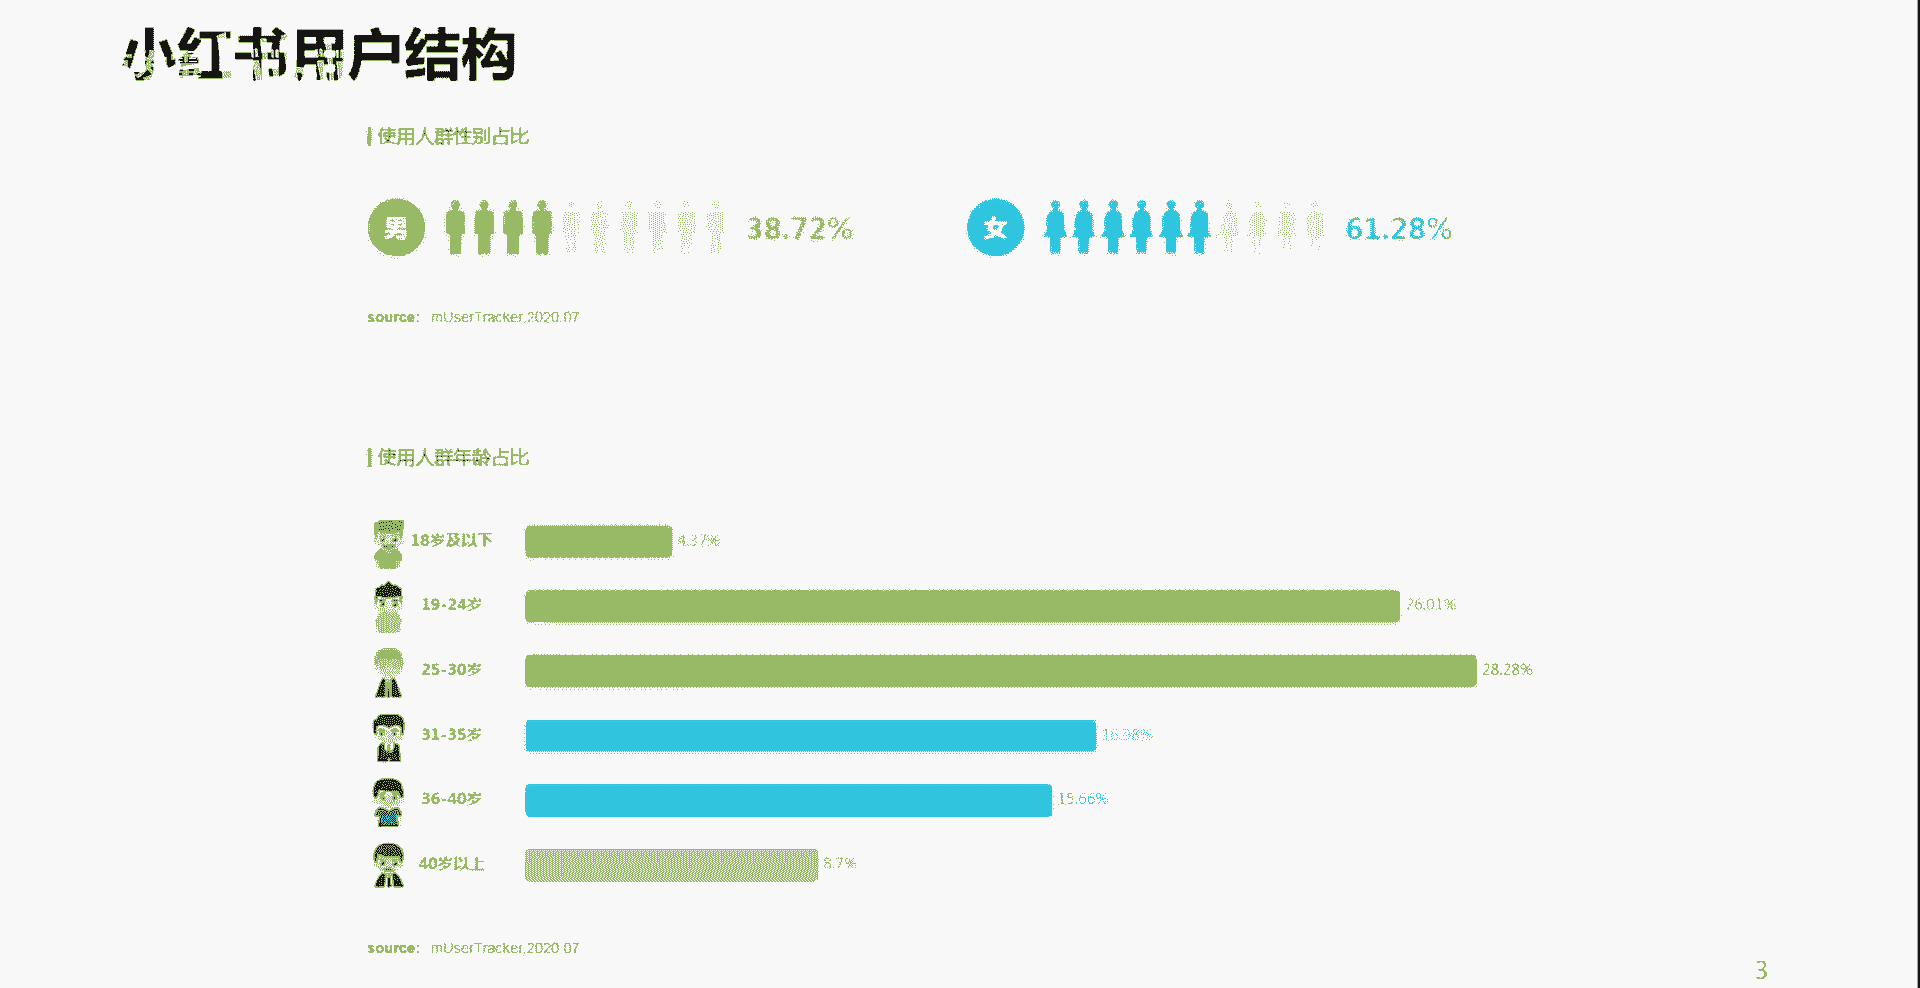 小红书用户结构
使用人群性别占比
男 38.72% 女 61.28%
source: mUserTracker,2020.07
使用人群年龄占比
18岁及以下 4.37%
19-24岁 26.01%
25-30岁 28.28%
31-35岁 16.98%
36-40岁 15.66%
40岁以上 8.7%
source: mUserTracker,2020.07
3